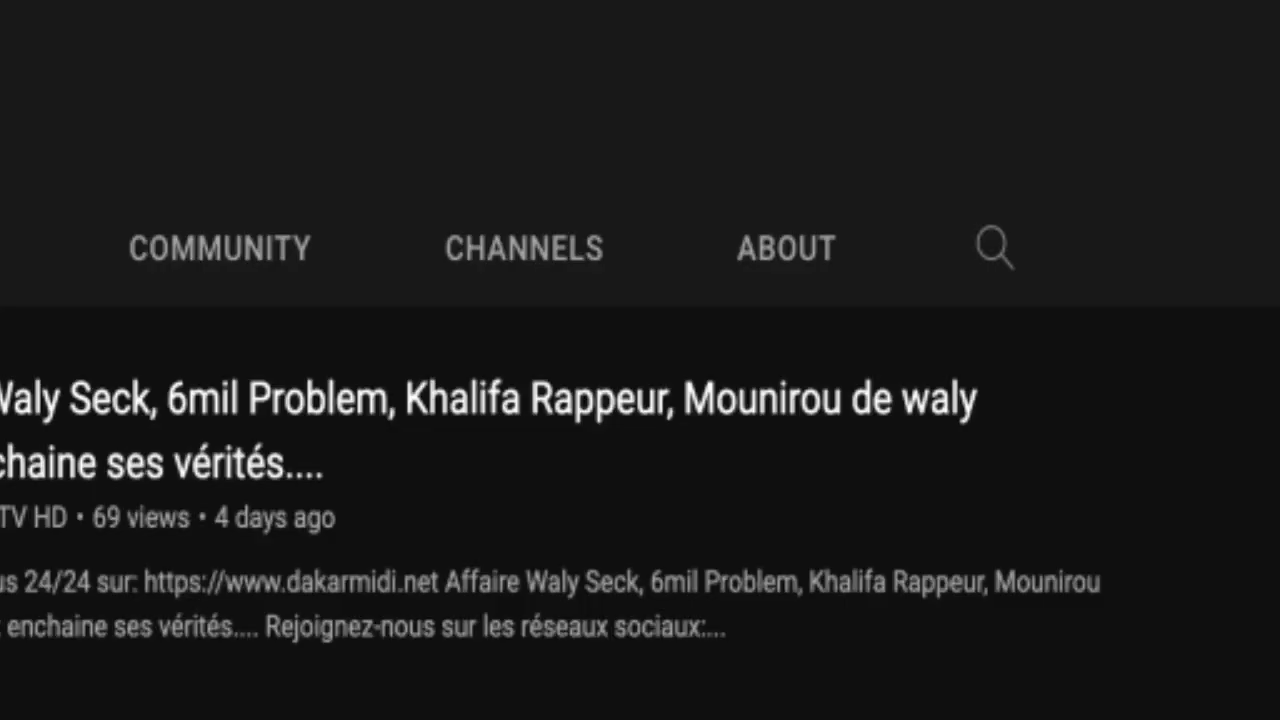 COMMUNITY CHANNELS ABOUT
Waly Seck, 6mil Problem, Khalifa Rappeur, Mounirou de waly
chaine ses vérités....
TV HD • 69 views • 4 days ago
us 24/24 sur: https://www.dakarmidi.net Affaire Waly Seck, 6mil Problem, Khalifa Rappeur, Mounirou
enchaine ses vérités.... Rejoignez-nous sur les réseaux sociaux:...